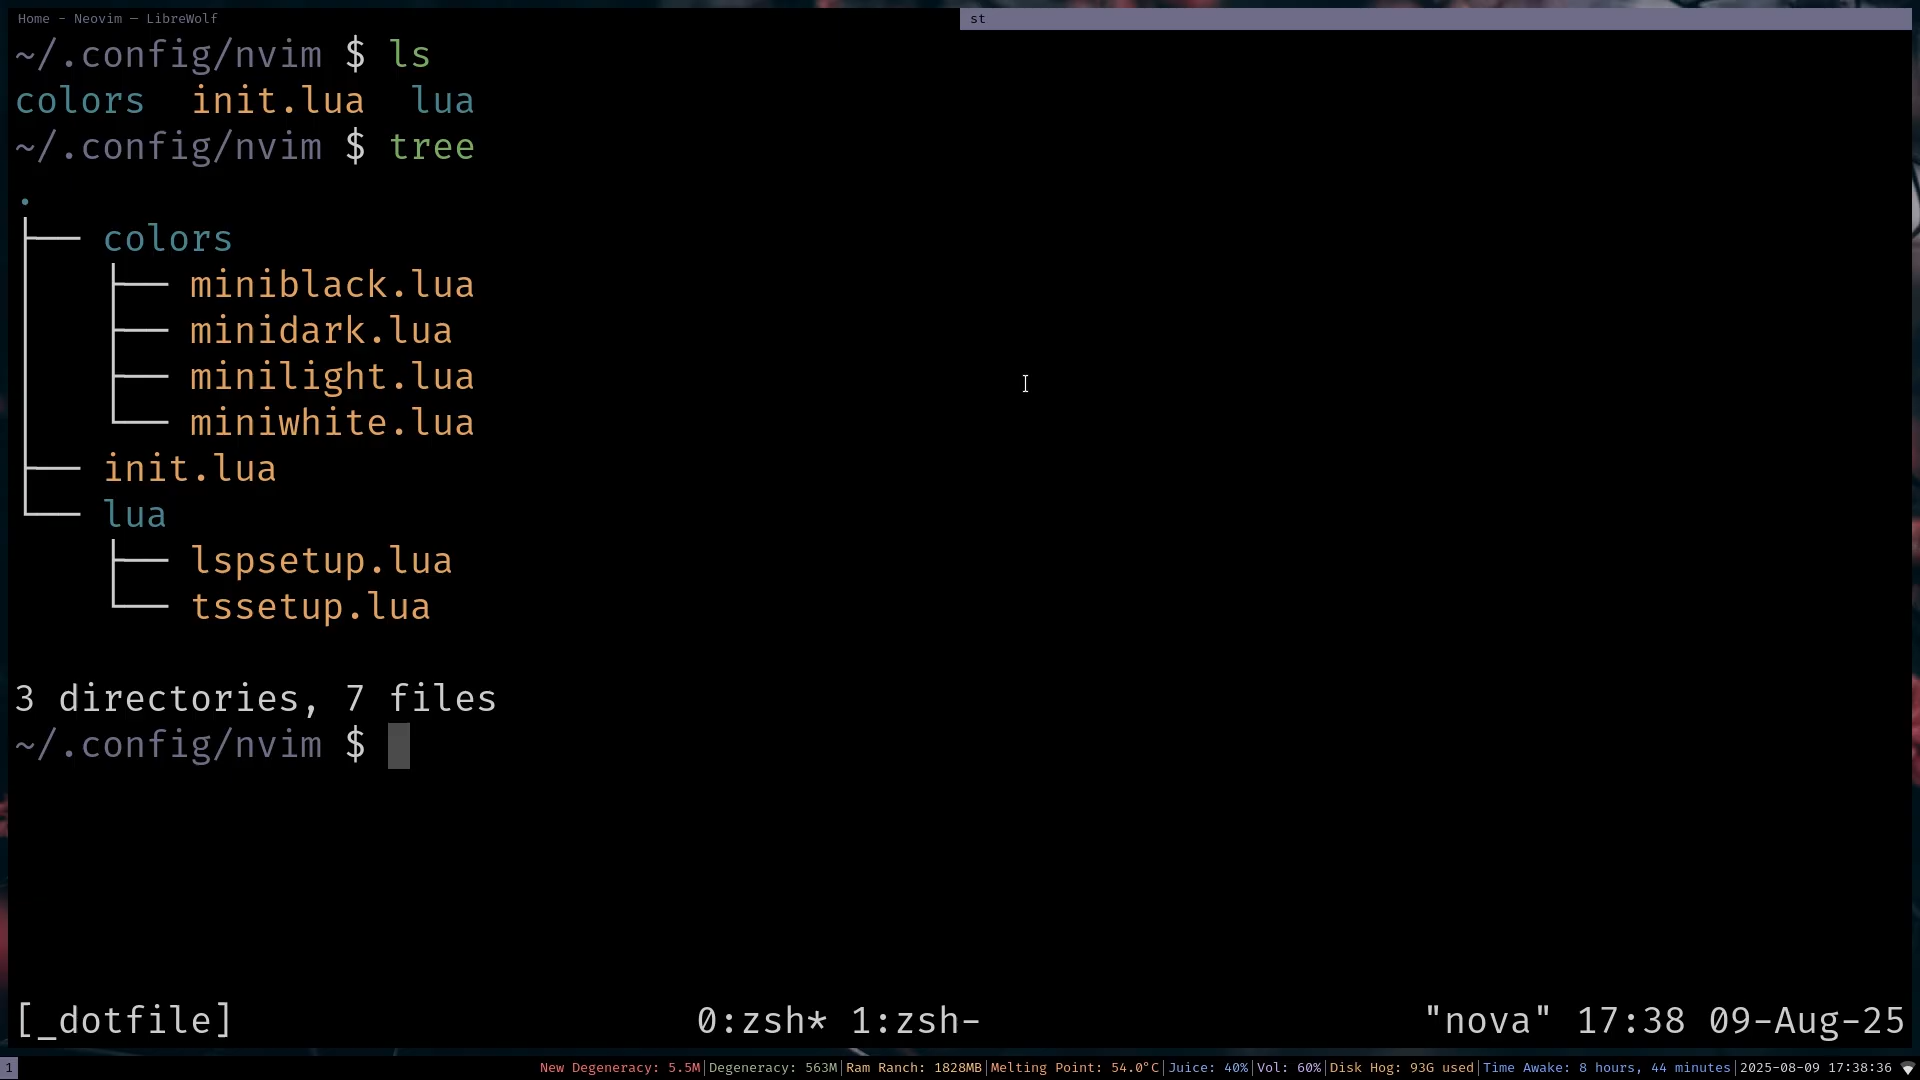 Home - Neovim — LibreWolf
st
~/.config/nvim $ ls
colors  init.lua  lua
~/.config/nvim $ tree
.
├── colors
│   ├── miniblack.lua
│   ├── minidark.lua
│   ├── minilight.lua
│   └── miniwhite.lua
├── init.lua
└── lua
    ├── lspsetup.lua
    └── tssetup.lua
3 directories, 7 files
~/.config/nvim $
[_dotfile]  0:zsh* 1:zsh-  "nova" 17:38 09-Aug-25
1  New Degeneracy: 5.5M|Degeneracy: 563M|Ram Ranch: 1828MB|Melting Point: 54.0°C|Juice: 40%|Vol: 60%|Disk Hog: 93G used|Time Awake: 8 hours, 44 minutes|2025-08-09 17:38:36